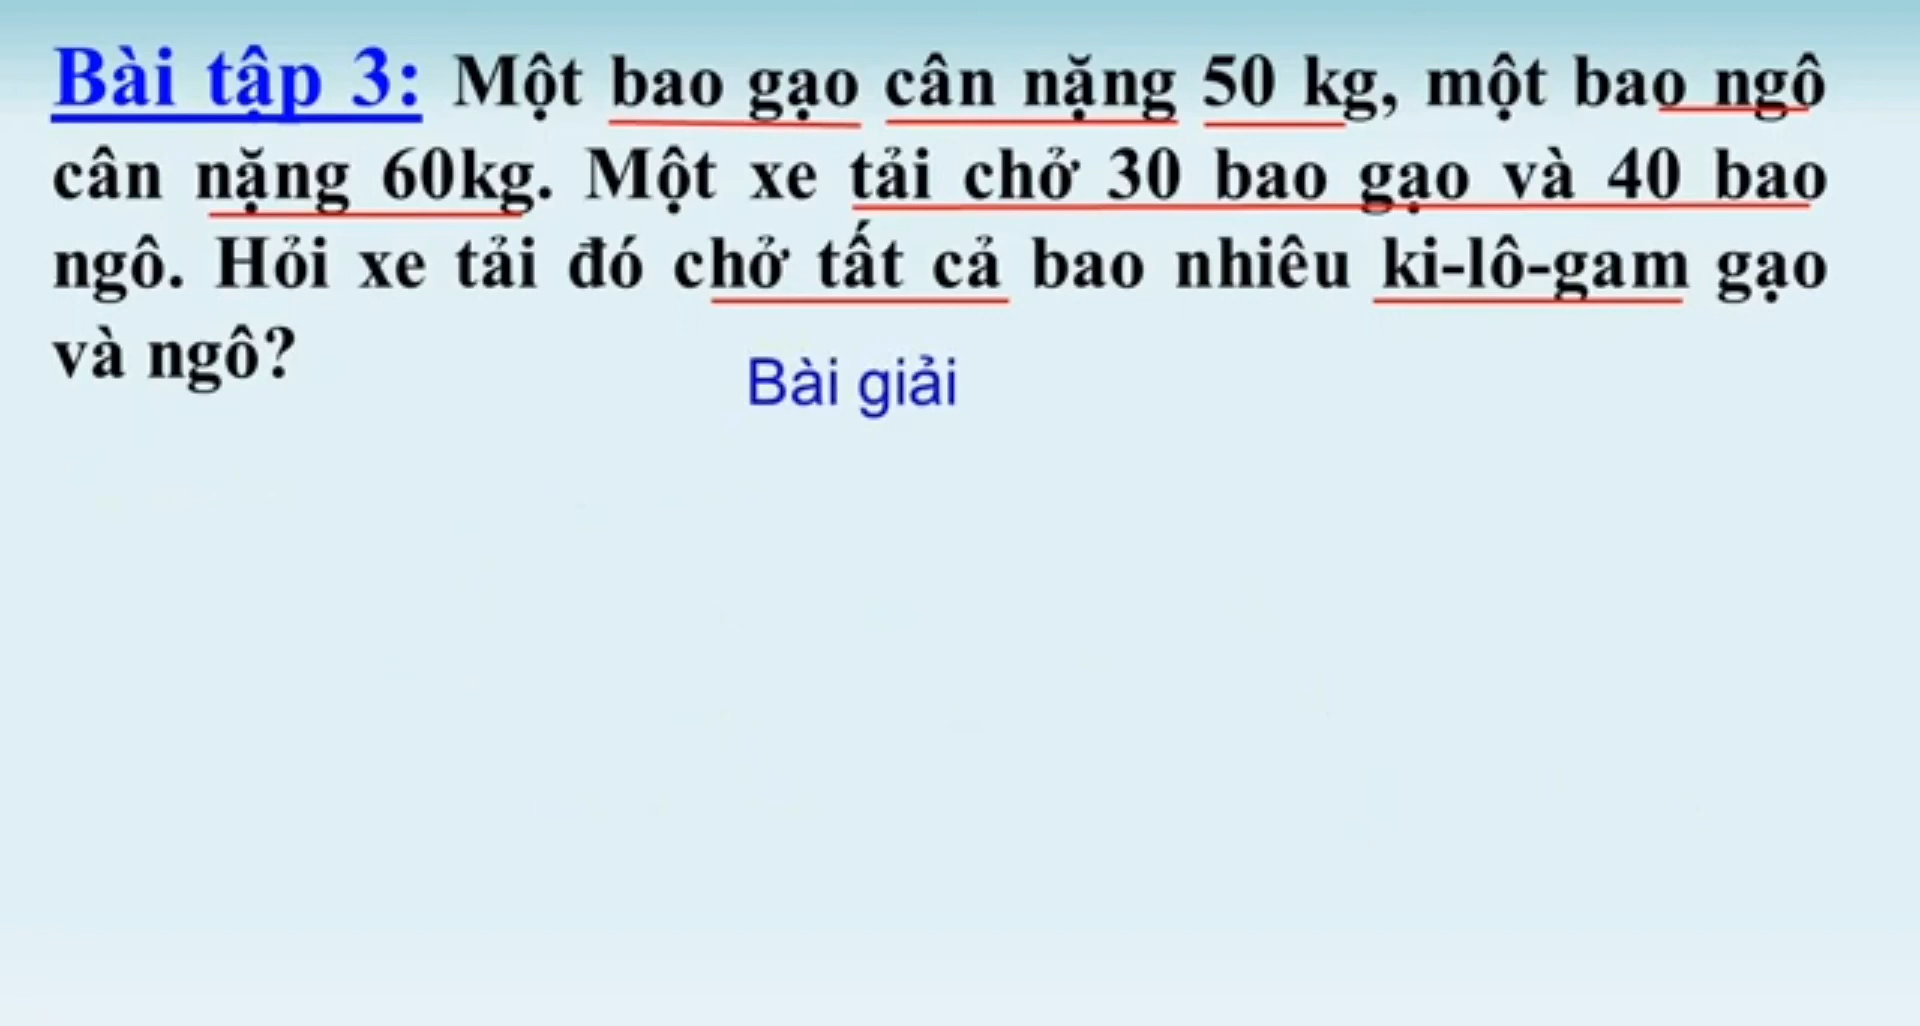 Bài tập 3: Một bao gạo cân nặng 50 kg, một bao ngô
cân nặng 60kg. Một xe tải chở 30 bao gạo và 40 bao
ngô. Hỏi xe tải đó chở tất cả bao nhiêu ki-lô-gam gạo
và ngô?
Bài giải